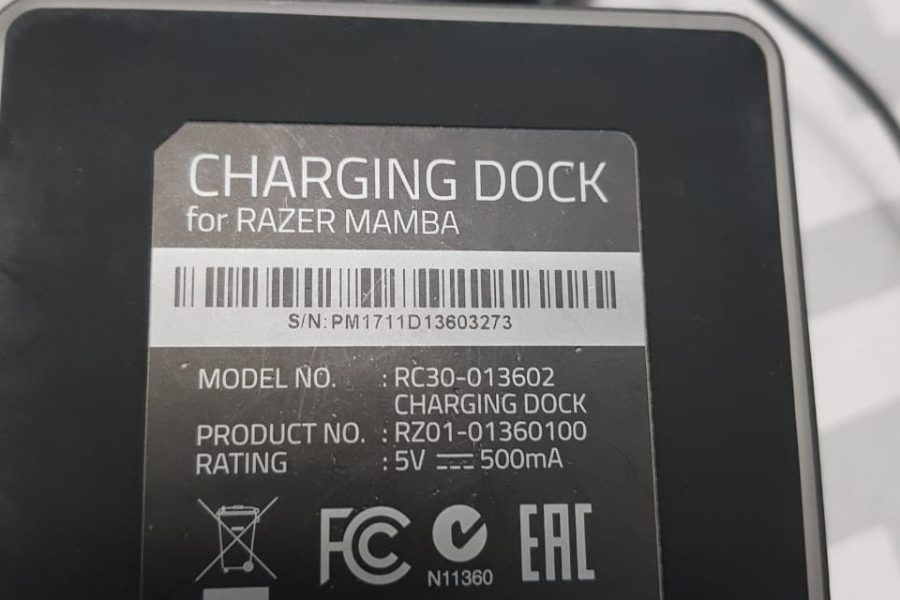 CHARGING DOCK
for RAZER MAMBA
S/N: PM1711D13603273
MODEL NO. : RC30-013602
CHARGING DOCK
PRODUCT NO. : RZ01-01360100
RATING : 5V ⎓ 500mA
FC EAC
N11360